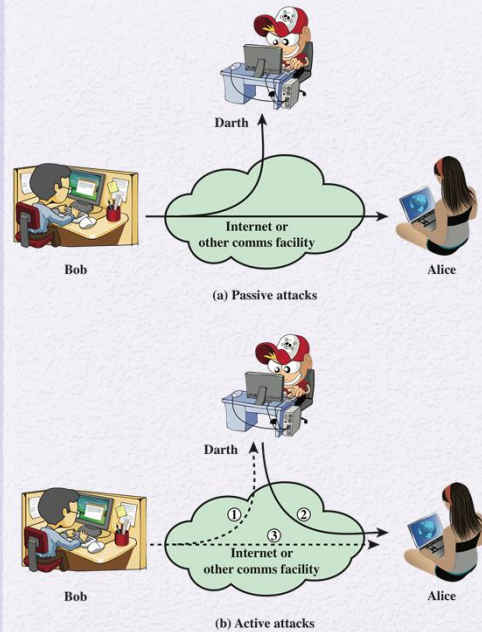 Darth
Internet or
other comms facility
Bob
Alice
(a) Passive attacks
Darth
1
2
3
Internet or
other comms facility
Bob
Alice
(b) Active attacks